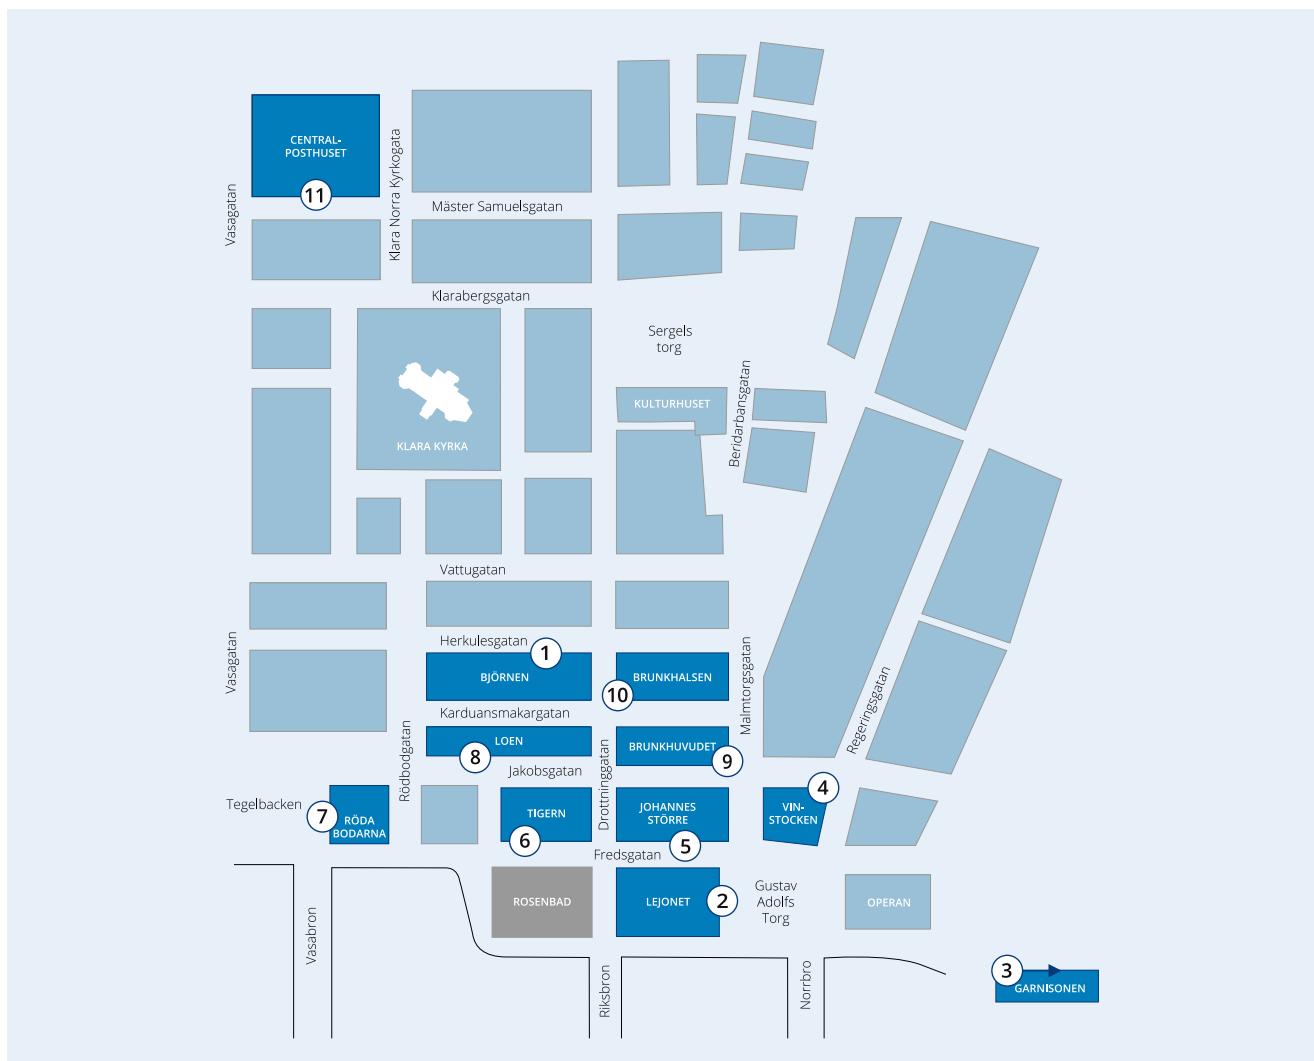 CENTRAL-
POSTHUSET
11
Vasagatan
Klara Norra Kyrkogata
Mäster Samuelsgatan
Klarabergsgatan
Sergels
torg
KULTURHUSET
Beridarbansgatan
KLARA KYRKA
Vattugatan
Herkulesgatan
1
BJÖRNEN
BRUNKHALSEN
10
Vasagatan
Malmtorgsgatan
Regeringsgatan
Karduansmakargatan
LOEN
8
BRUNKHUVUDET
9
Rödbodgatan
Drottninggatan
Jakobsgatan
Tegelbacken
7
RÖDA
BODARNA
TIGERN
6
JOHANNES
STÖRRE
5
4
VIN-
STOCKEN
Fredsgatan
ROSENBAD
LEJONET
2
Gustav
Adolfs
Torg
OPERAN
Vasabron
Riksbron
Norrbro
3
GARNISONEN